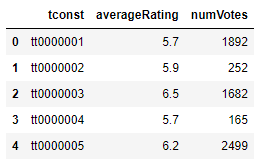 tconst averageRating numVotes
0 tt0000001 5.7 1892
1 tt0000002 5.9 252
2 tt0000003 6.5 1682
3 tt0000004 5.7 165
4 tt0000005 6.2 2499